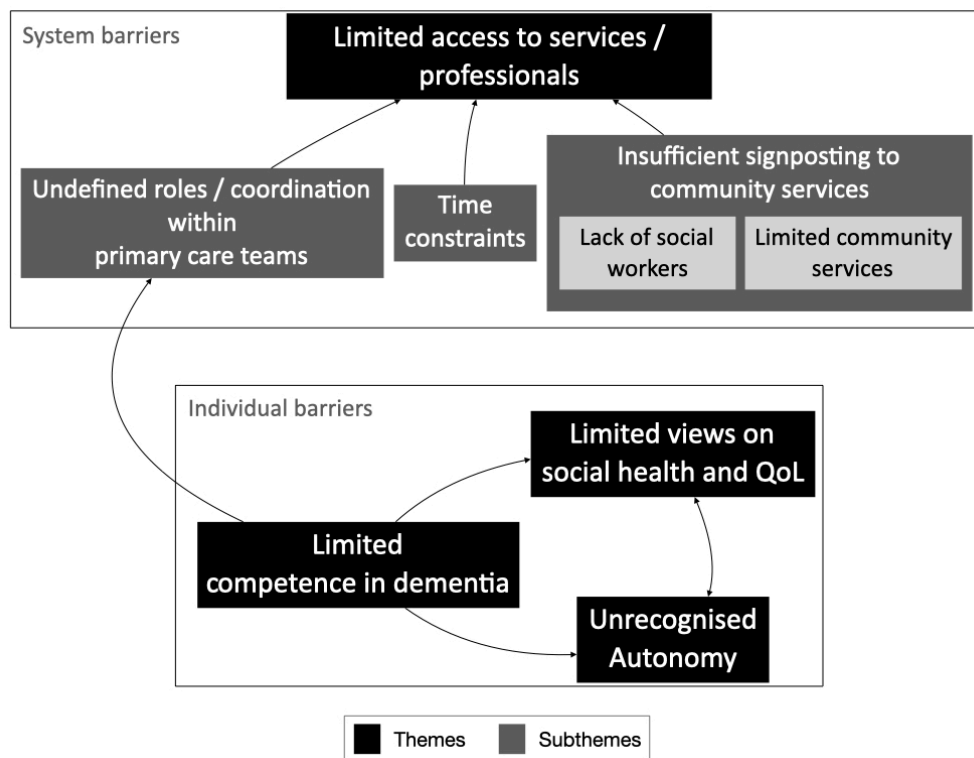 System barriers
Limited access to services /
professionals
Undefined roles / coordination
within
primary care teams
Time
constraints
Insufficient signposting to
community services
Lack of social
workers
Limited community
services
Individual barriers
Limited views on
social health and QoL
Limited
competence in dementia
Unrecognised
Autonomy
Themes
Subthemes